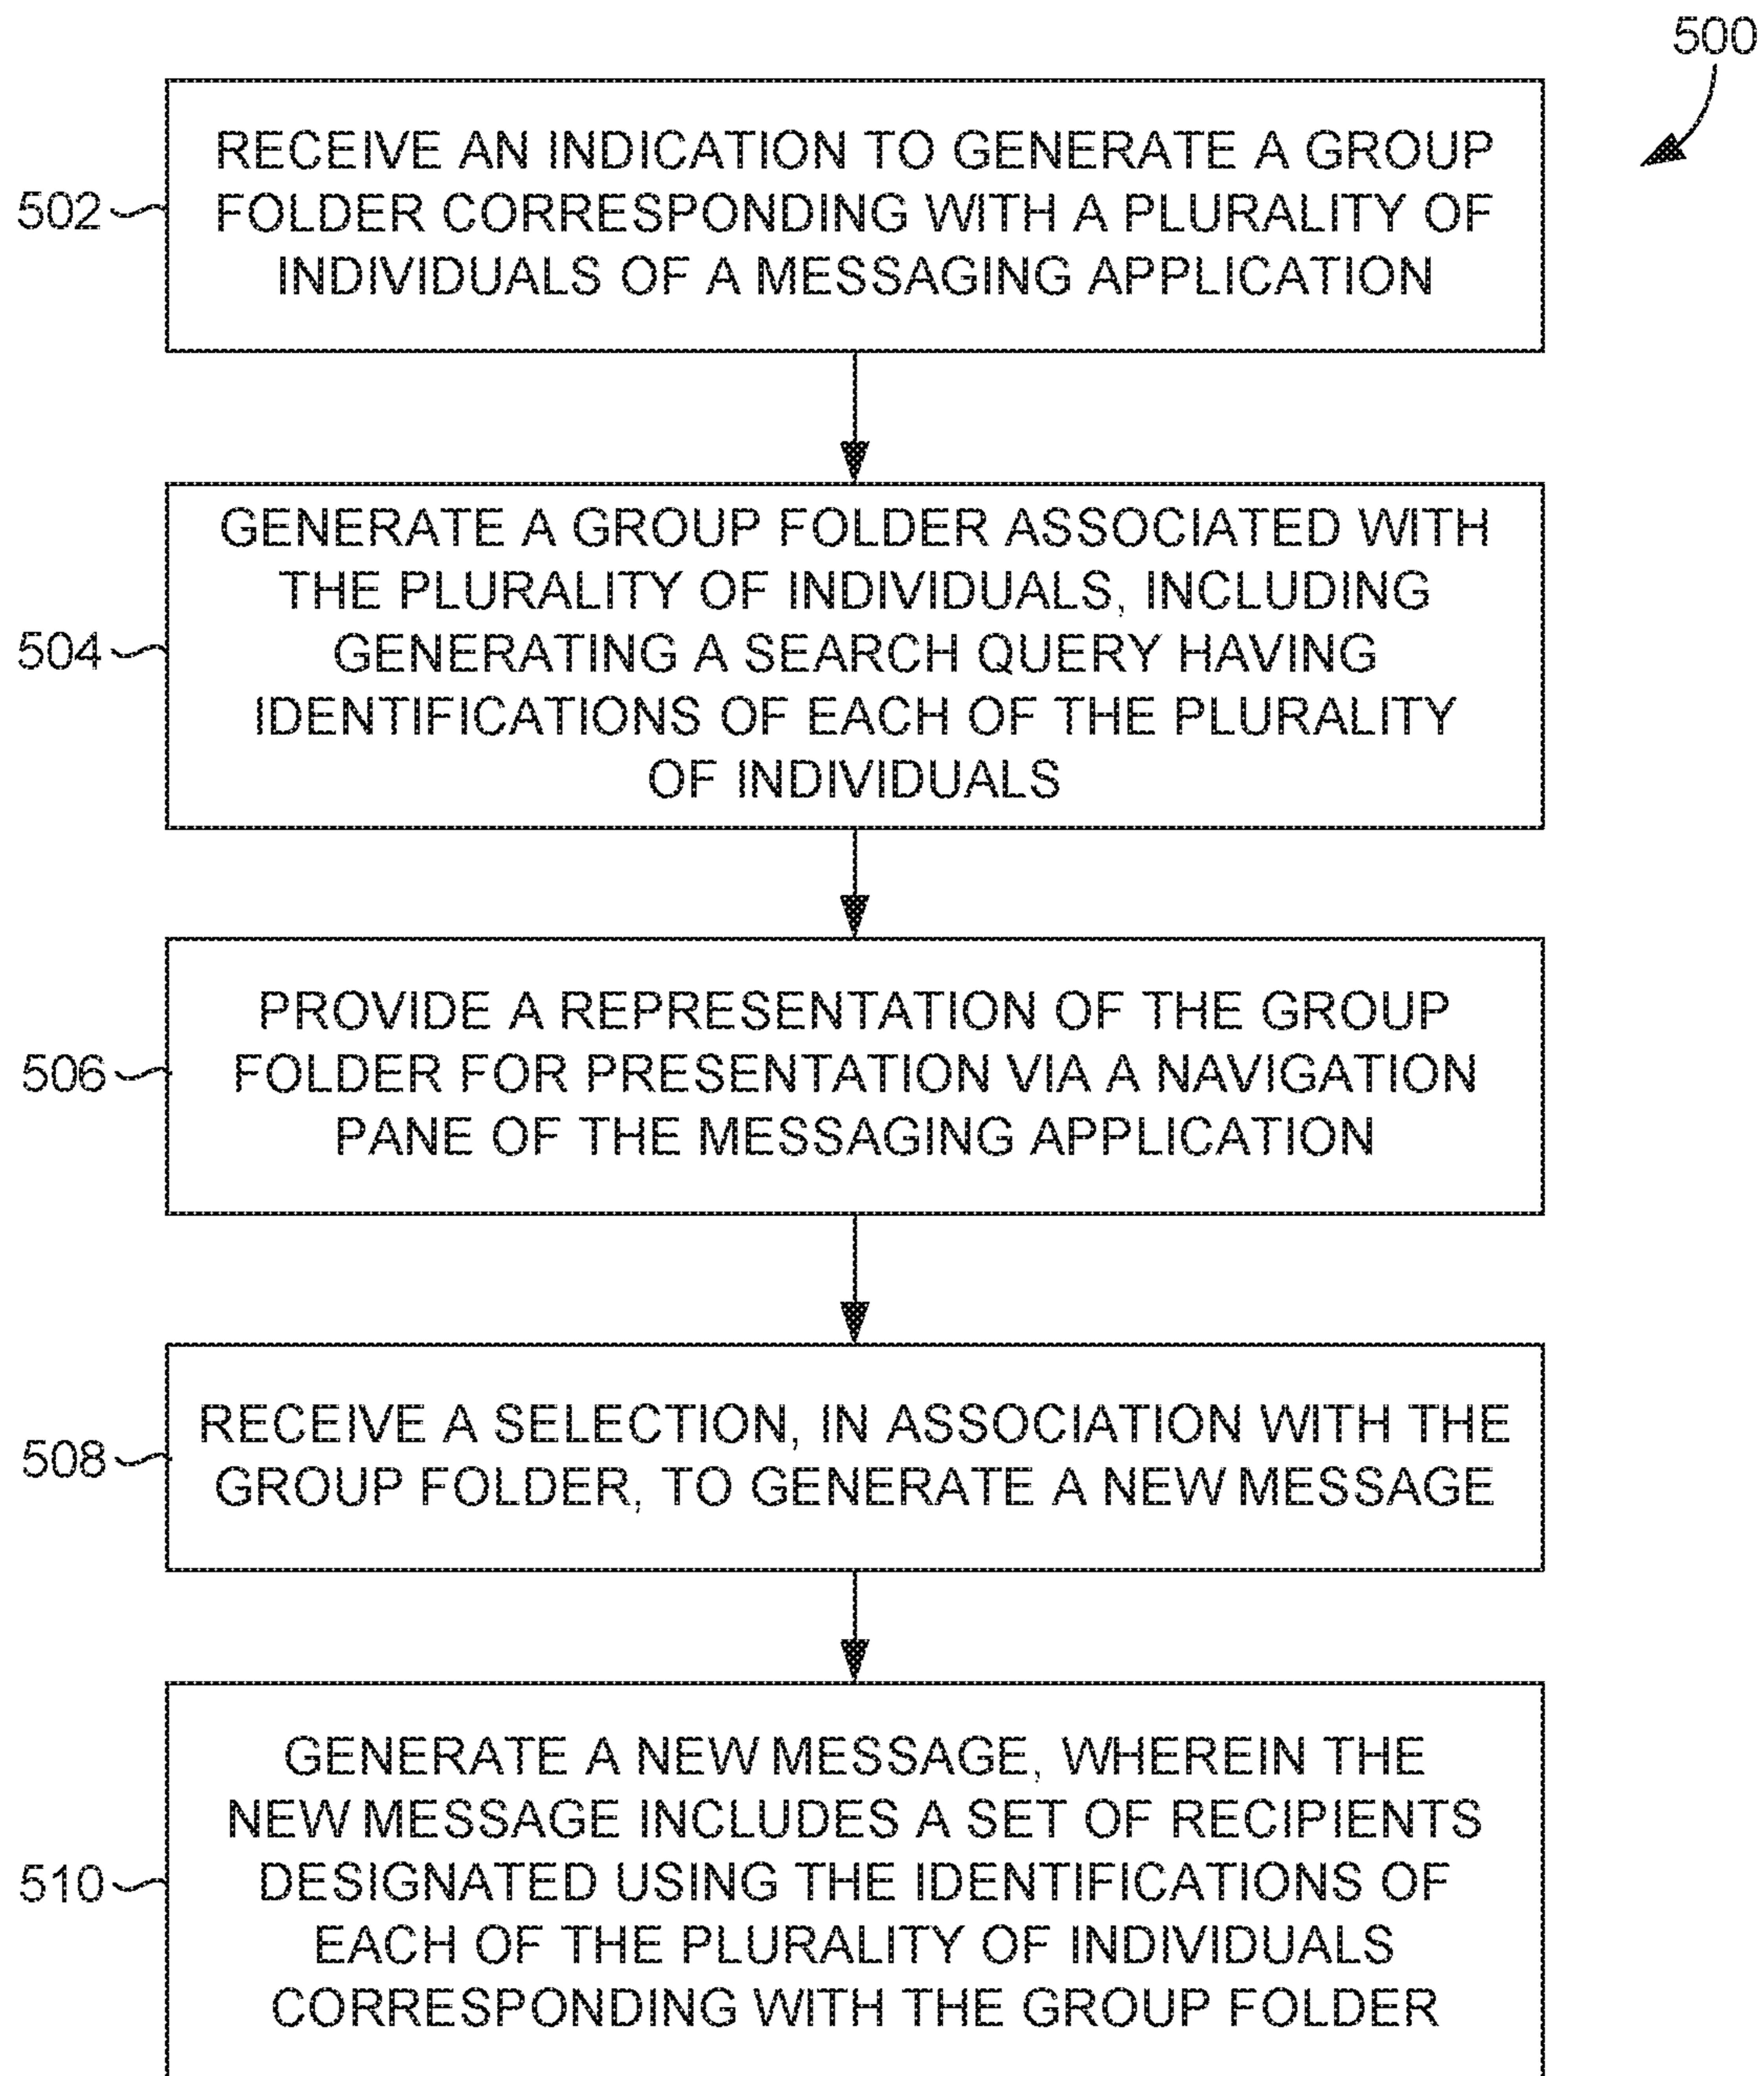 500
RECEIVE AN INDICATION TO GENERATE A GROUP
FOLDER CORRESPONDING WITH A PLURALITY OF
INDIVIDUALS OF A MESSAGING APPLICATION
502
GENERATE A GROUP FOLDER ASSOCIATED WITH
THE PLURALITY OF INDIVIDUALS, INCLUDING
GENERATING A SEARCH QUERY HAVING
IDENTIFICATIONS OF EACH OF THE PLURALITY
OF INDIVIDUALS
504
PROVIDE A REPRESENTATION OF THE GROUP
FOLDER FOR PRESENTATION VIA A NAVIGATION
PANE OF THE MESSAGING APPLICATION
506
RECEIVE A SELECTION, IN ASSOCIATION WITH THE
GROUP FOLDER, TO GENERATE A NEW MESSAGE
508
GENERATE A NEW MESSAGE, WHEREIN THE
NEW MESSAGE INCLUDES A SET OF RECIPIENTS
DESIGNATED USING THE IDENTIFICATIONS OF
EACH OF THE PLURALITY OF INDIVIDUALS
CORRESPONDING WITH THE GROUP FOLDER
510